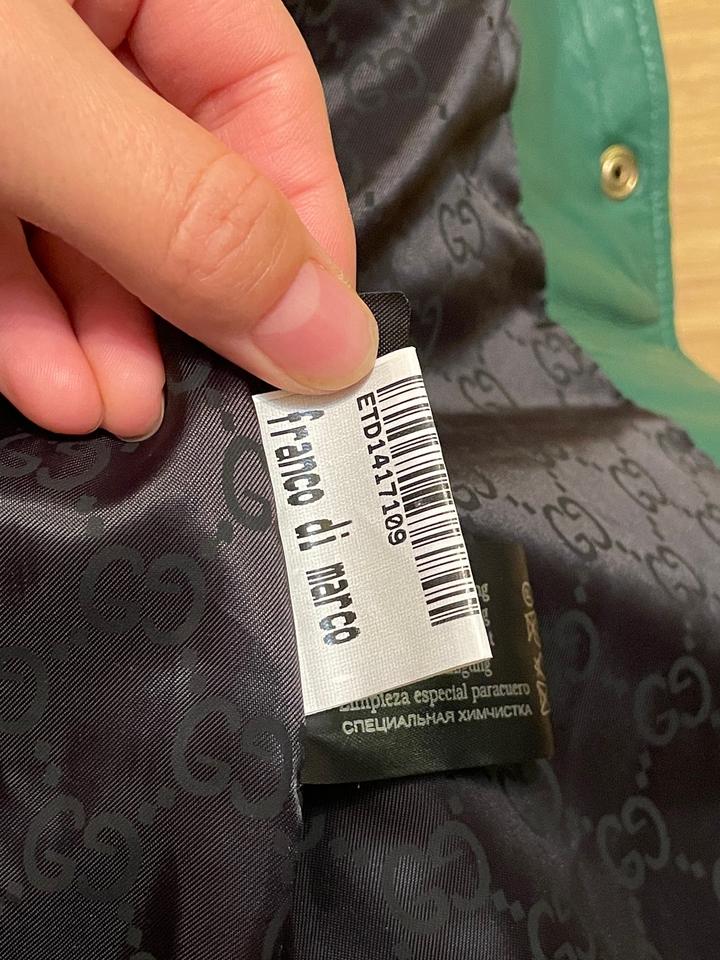 ETD1417109
franco di marco
Limpieza especial paracuero
СПЕЦИАЛЬНАЯ ХИМЧИСТКА